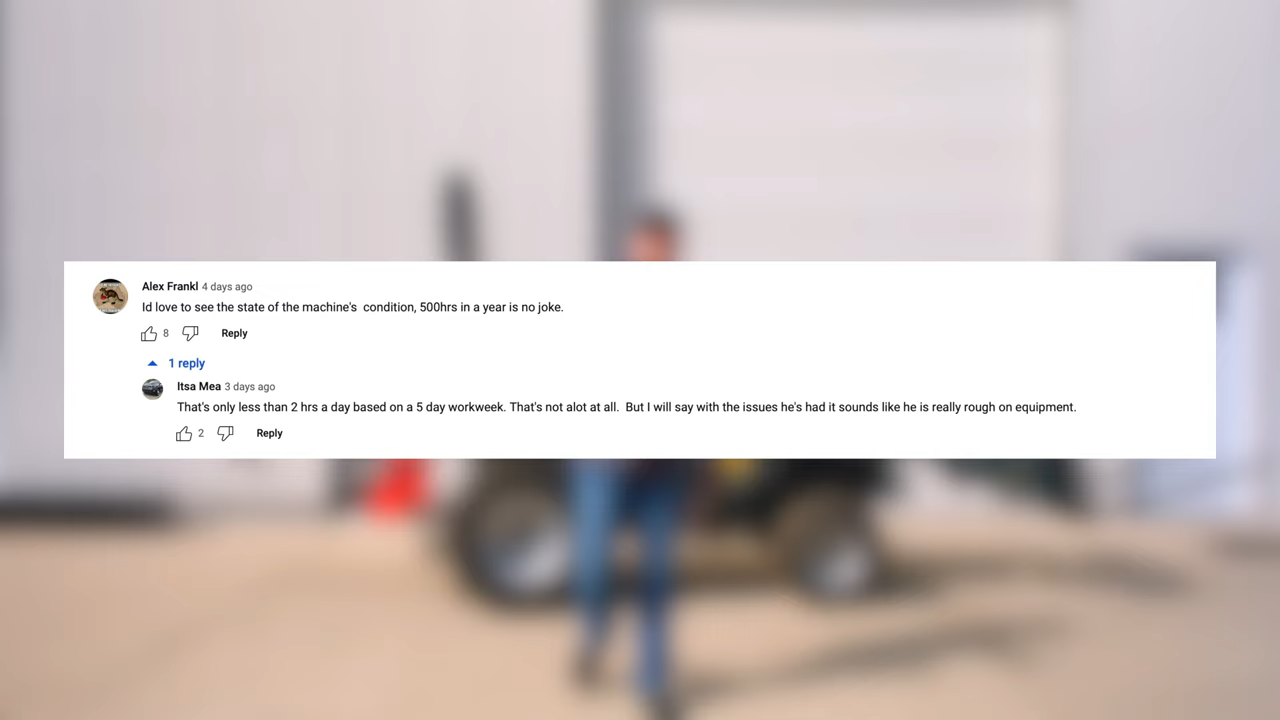 Alex Frankl 4 days ago
Id love to see the state of the machine's  condition, 500hrs in a year is no joke.
8 Reply
1 reply
Itsa Mea 3 days ago
That's only less than 2 hrs a day based on a 5 day workweek. That's not alot at all.  But I will say with the issues he's had it sounds like he is really rough on equipment.
2 Reply